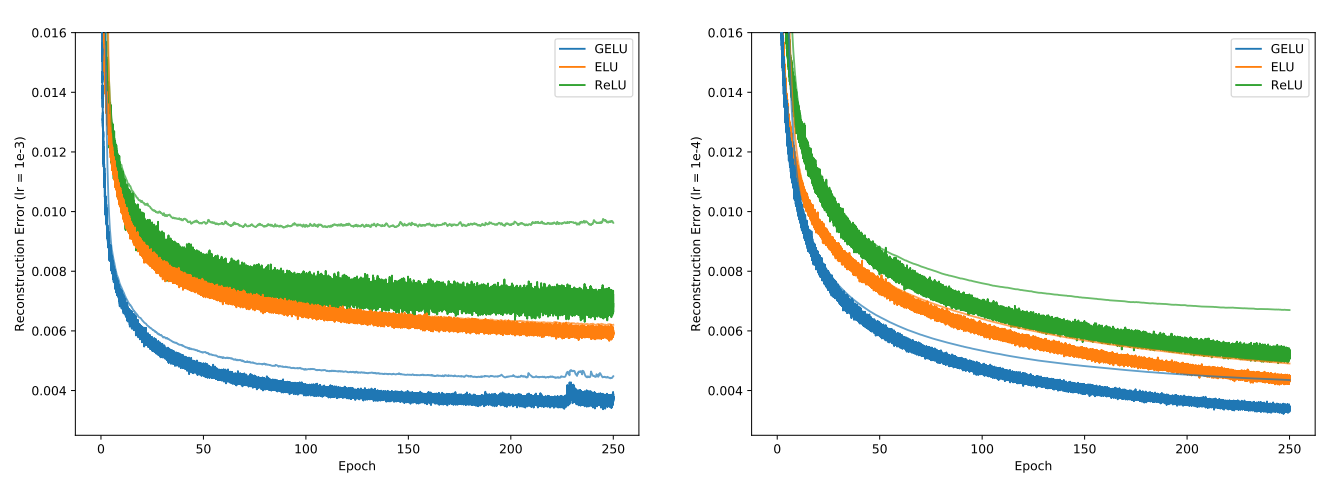 0.016
0.014
0.012
0.010
0.008
0.006
0.004
Reconstruction Error (lr = 1e-3)
0
50
100
150
200
250
Epoch
GELU
ELU
ReLU
0.016
0.014
0.012
0.010
0.008
0.006
0.004
Reconstruction Error (lr = 1e-4)
0
50
100
150
200
250
Epoch
GELU
ELU
ReLU